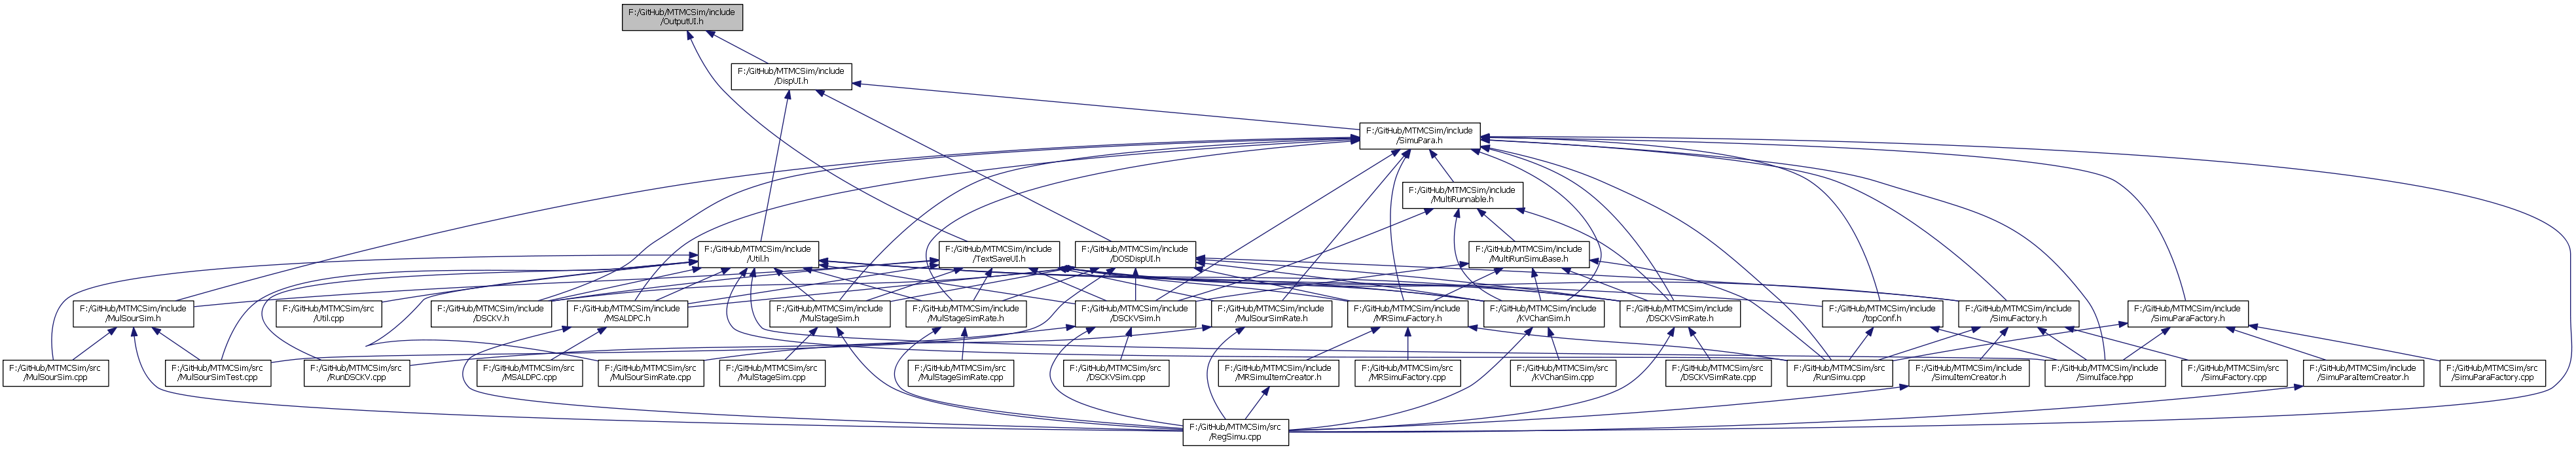 F:/GitHub/MTMCSim/include
/OutputUI.h
F:/GitHub/MTMCSim/include
/DispUI.h
F:/GitHub/MTMCSim/include
/SimuPara.h
F:/GitHub/MTMCSim/include
/MultiRunnable.h
F:/GitHub/MTMCSim/include
/Util.h
F:/GitHub/MTMCSim/include
/TextSaveUI.h
F:/GitHub/MTMCSim/include
/DOSDispUI.h
F:/GitHub/MTMCSim/include
/MultiRunSimuBase.h
F:/GitHub/MTMCSim/include
/MulSourSim.h
F:/GitHub/MTMCSim/src
/Util.cpp
F:/GitHub/MTMCSim/include
/DSCKV.h
F:/GitHub/MTMCSim/include
/MSALDPC.h
F:/GitHub/MTMCSim/include
/MulStageSim.h
F:/GitHub/MTMCSim/include
/MulStageSimRate.h
F:/GitHub/MTMCSim/include
/DSCKVSim.h
F:/GitHub/MTMCSim/include
/MulSourSimRate.h
F:/GitHub/MTMCSim/include
/MRSimuFactory.h
F:/GitHub/MTMCSim/include
/KVChanSim.h
F:/GitHub/MTMCSim/include
/DSCKVSimRate.h
F:/GitHub/MTMCSim/include
/topConf.h
F:/GitHub/MTMCSim/include
/SimuFactory.h
F:/GitHub/MTMCSim/include
/SimuParaFactory.h
F:/GitHub/MTMCSim/src
/MulSourSim.cpp
F:/GitHub/MTMCSim/src
/MulSourSimTest.cpp
F:/GitHub/MTMCSim/src
/RunDSCKV.cpp
F:/GitHub/MTMCSim/src
/MSALDPC.cpp
F:/GitHub/MTMCSim/src
/MulSourSimRate.cpp
F:/GitHub/MTMCSim/src
/MulStageSim.cpp
F:/GitHub/MTMCSim/src
/MulStageSimRate.cpp
F:/GitHub/MTMCSim/src
/DSCKVSim.cpp
F:/GitHub/MTMCSim/include
/MRSimuItemCreator.h
F:/GitHub/MTMCSim/src
/MRSimuFactory.cpp
F:/GitHub/MTMCSim/src
/KVChanSim.cpp
F:/GitHub/MTMCSim/src
/DSCKVSimRate.cpp
F:/GitHub/MTMCSim/src
/RunSimu.cpp
F:/GitHub/MTMCSim/include
/SimuItemCreator.h
F:/GitHub/MTMCSim/include
/SimuIface.hpp
F:/GitHub/MTMCSim/src
/SimuFactory.cpp
F:/GitHub/MTMCSim/include
/SimuParaItemCreator.h
F:/GitHub/MTMCSim/src
/SimuParaFactory.cpp
F:/GitHub/MTMCSim/src
/RegSimu.cpp